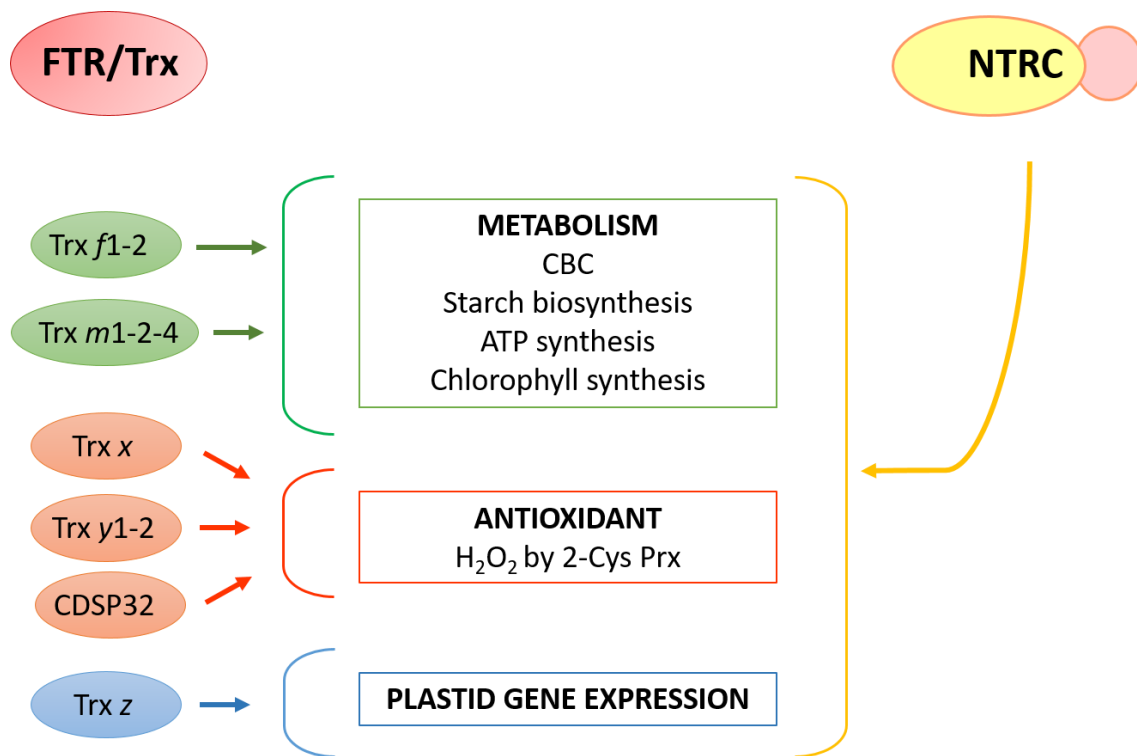 FTR/Trx
NTRC
Trx f1-2
Trx m1-2-4
METABOLISM
CBC
Starch biosynthesis
ATP synthesis
Chlorophyll synthesis
Trx x
Trx y1-2
CDSP32
ANTIOXIDANT
H₂O₂ by 2-Cys Prx
Trx z
PLASTID GENE EXPRESSION